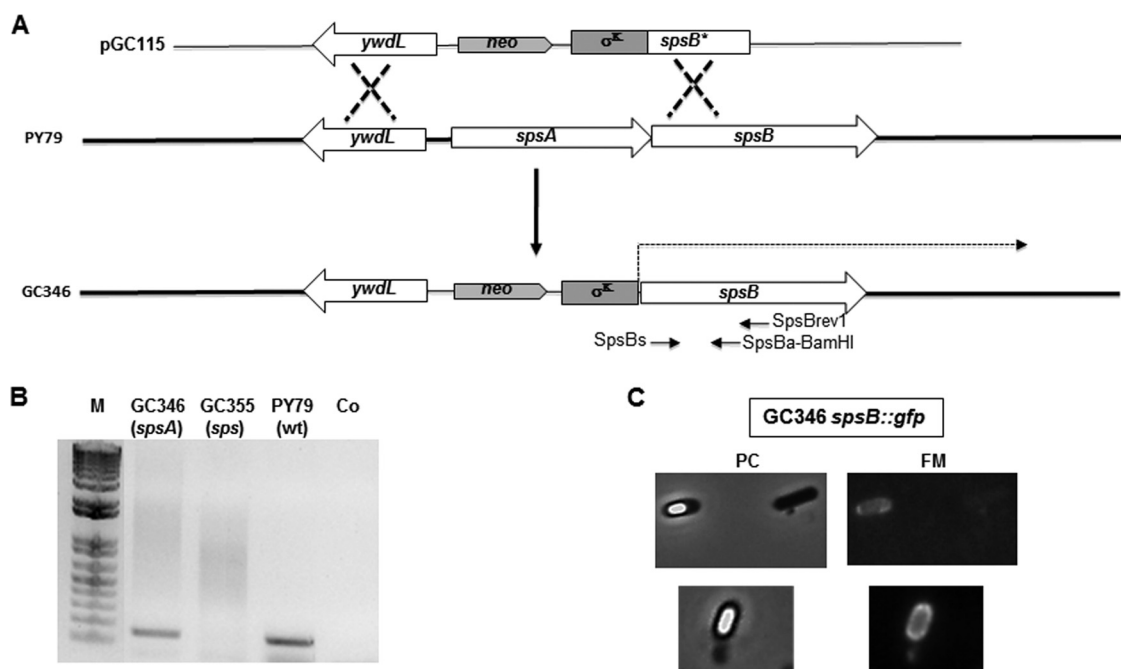 A
pGC115 ywdL neo σᴷ spsB*
PY79 ywdL spsA spsB
GC346 ywdL neo σᴷ spsB
SpsBrev1
SpsBs SpsBa-BamHI
B
M GC346 GC355 PY79 Co
(spsA) (sps) (wt)
C
GC346 spsB::gfp
PC FM